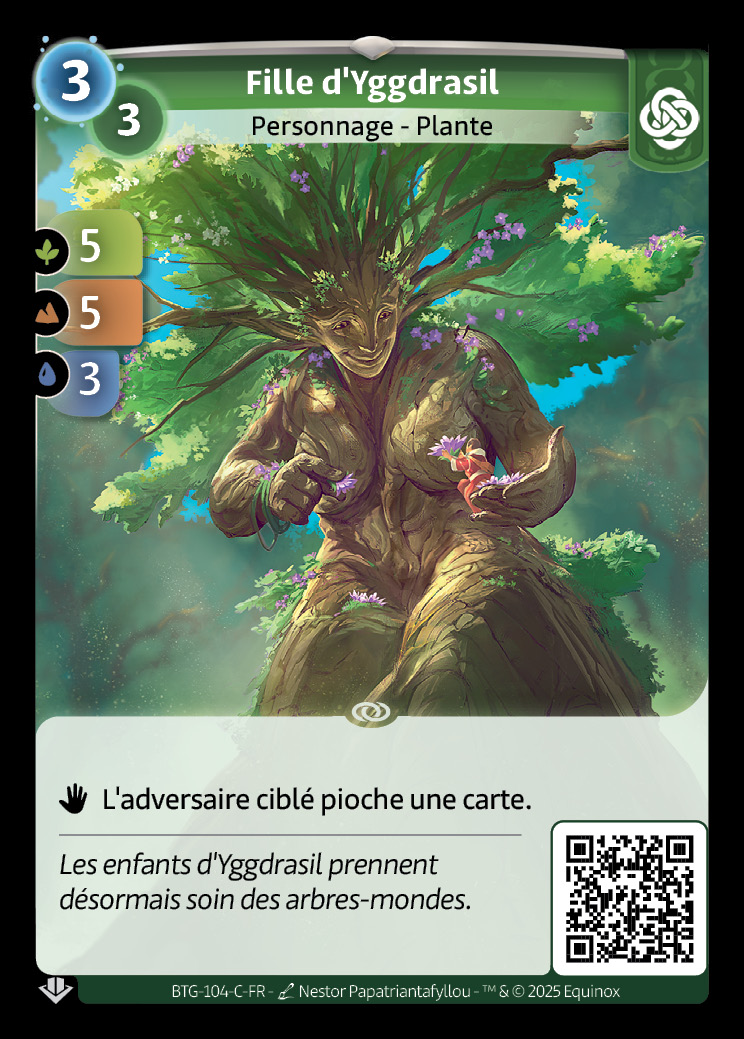 3
Fille d'Yggdrasil
3
Personnage - Plante
5
5
3
L'adversaire ciblé pioche une carte.
Les enfants d'Yggdrasil prennent
désormais soin des arbres-mondes.
BTG-104-C-FR - Nestor Papatriantafyllou - ™ & © 2025 Equinox